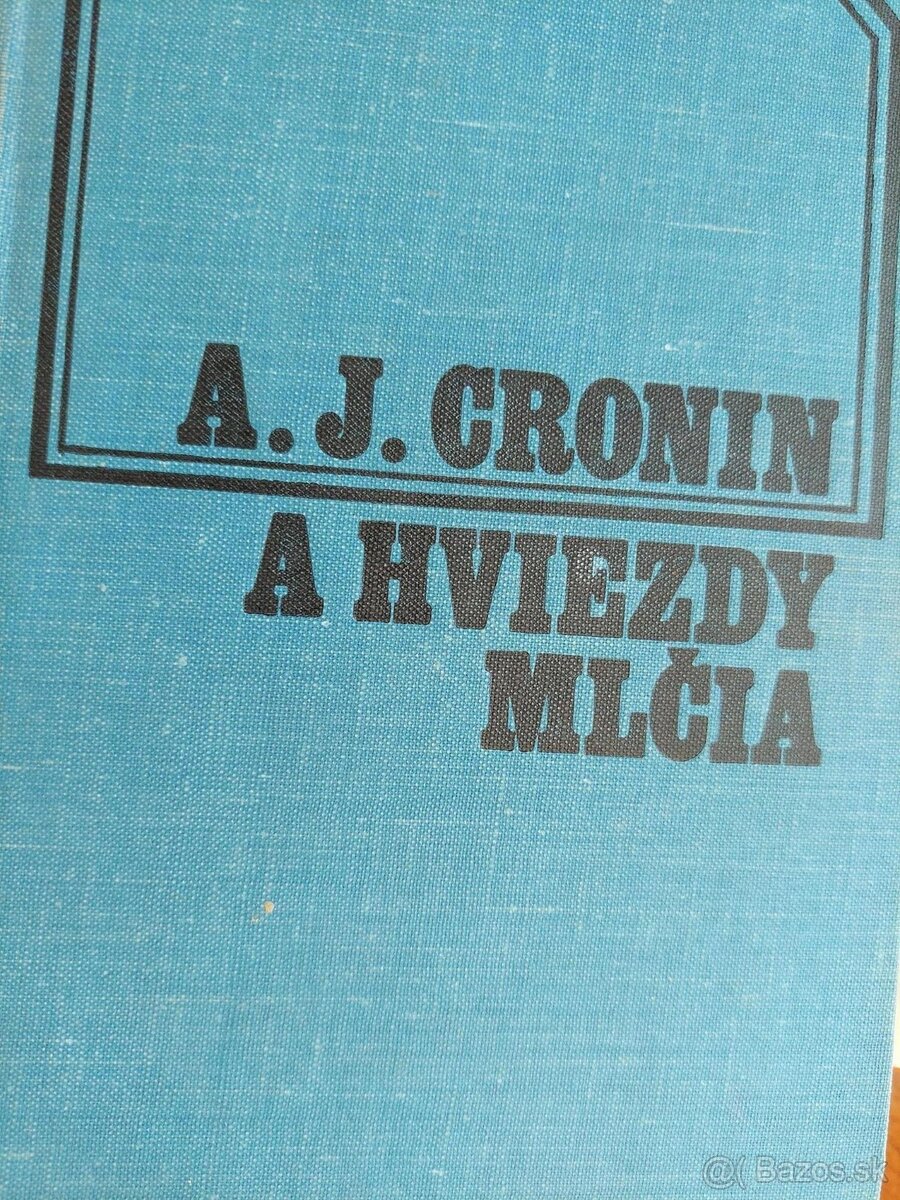 A. J. CRONIN
A HVIEZDY
MLČIA
@( Bazos.sk